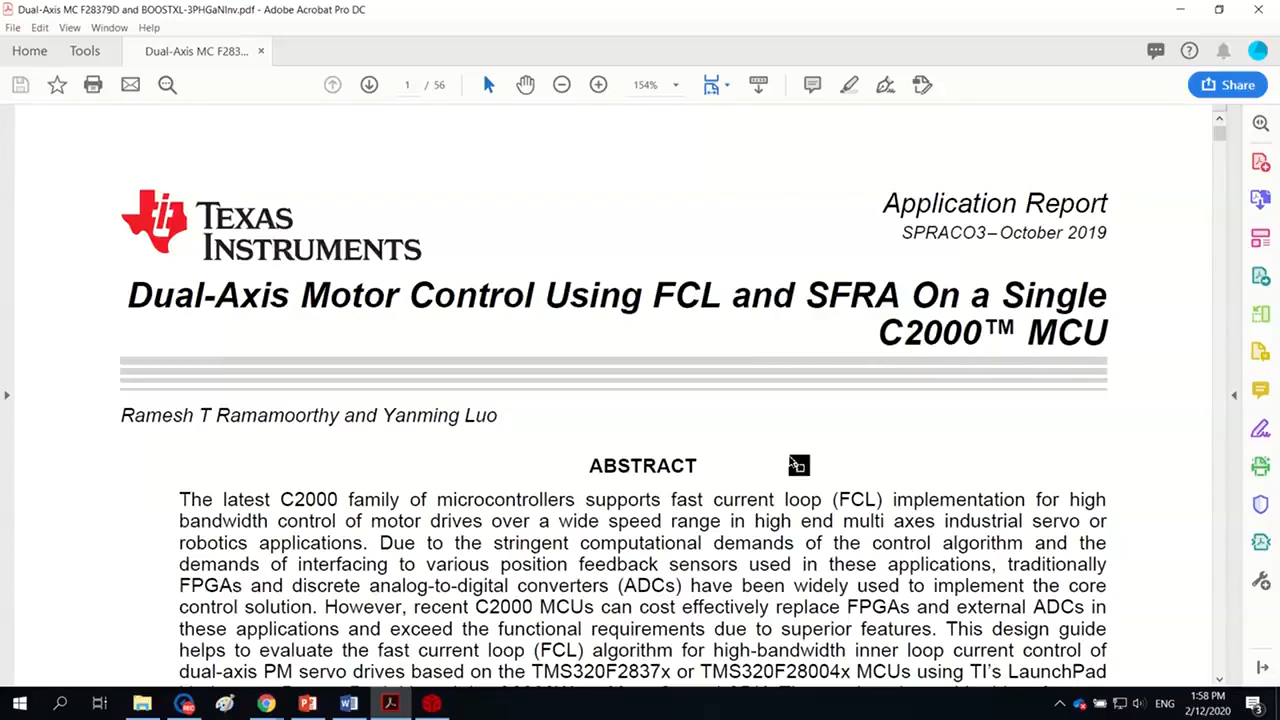 Dual-Axis MC F28379D and BOOSTXL-3PHGaNInv.pdf - Adobe Acrobat Pro DC
File Edit View Window Help
Home Tools Dual-Axis MC F283... ×
1 / 56 154% Share
TEXAS INSTRUMENTS
Application Report
SPRACO3–October 2019
Dual-Axis Motor Control Using FCL and SFRA On a Single
C2000™ MCU
Ramesh T Ramamoorthy and Yanming Luo
ABSTRACT
The latest C2000 family of microcontrollers supports fast current loop (FCL) implementation for high
bandwidth control of motor drives over a wide speed range in high end multi axes industrial servo or
robotics applications. Due to the stringent computational demands of the control algorithm and the
demands of interfacing to various position feedback sensors used in these applications, traditionally
FPGAs and discrete analog-to-digital converters (ADCs) have been widely used to implement the core
control solution. However, recent C2000 MCUs can cost effectively replace FPGAs and external ADCs in
these applications and exceed the functional requirements due to superior features. This design guide
helps to evaluate the fast current loop (FCL) algorithm for high-bandwidth inner loop current control of
dual-axis PM servo drives based on the TMS320F2837x or TMS320F28004x MCUs using TI's LaunchPad
ENG
1:58 PM
2/12/2020
3